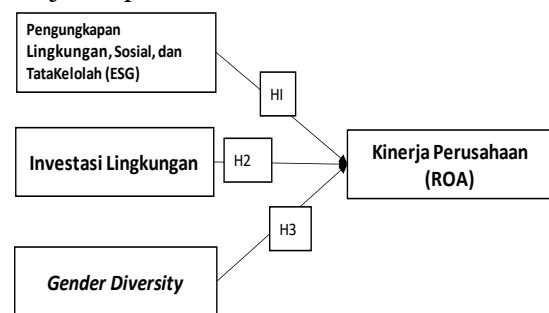 Pengungkapan
Lingkungan, Sosial, dan
TataKelolah (ESG)
HI
Investasi Lingkungan
H2
Kinerja Perusahaan
(ROA)
H3
Gender Diversity